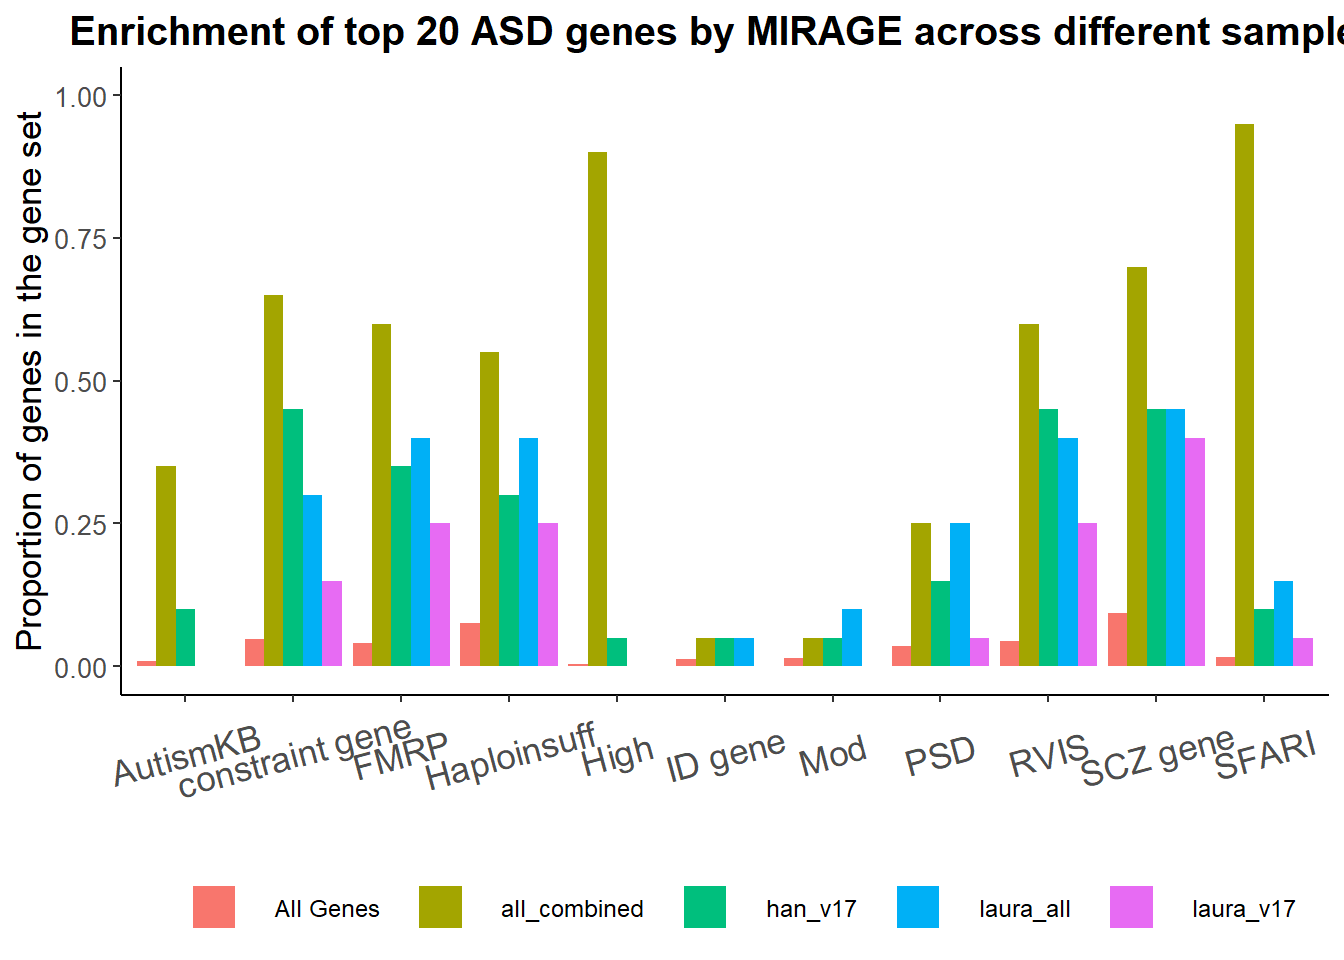 Enrichment of top 20 ASD genes by MIRAGE across different sample
Proportion of genes in the gene set
1.00
0.75
0.50
0.25
0.00
AutismKB
constraint gene
FMRP
Haploinsuff
High
ID gene
Mod
PSD
RVIS
SCZ gene
SFARI
All Genes all_combined han_v17 laura_all laura_v17